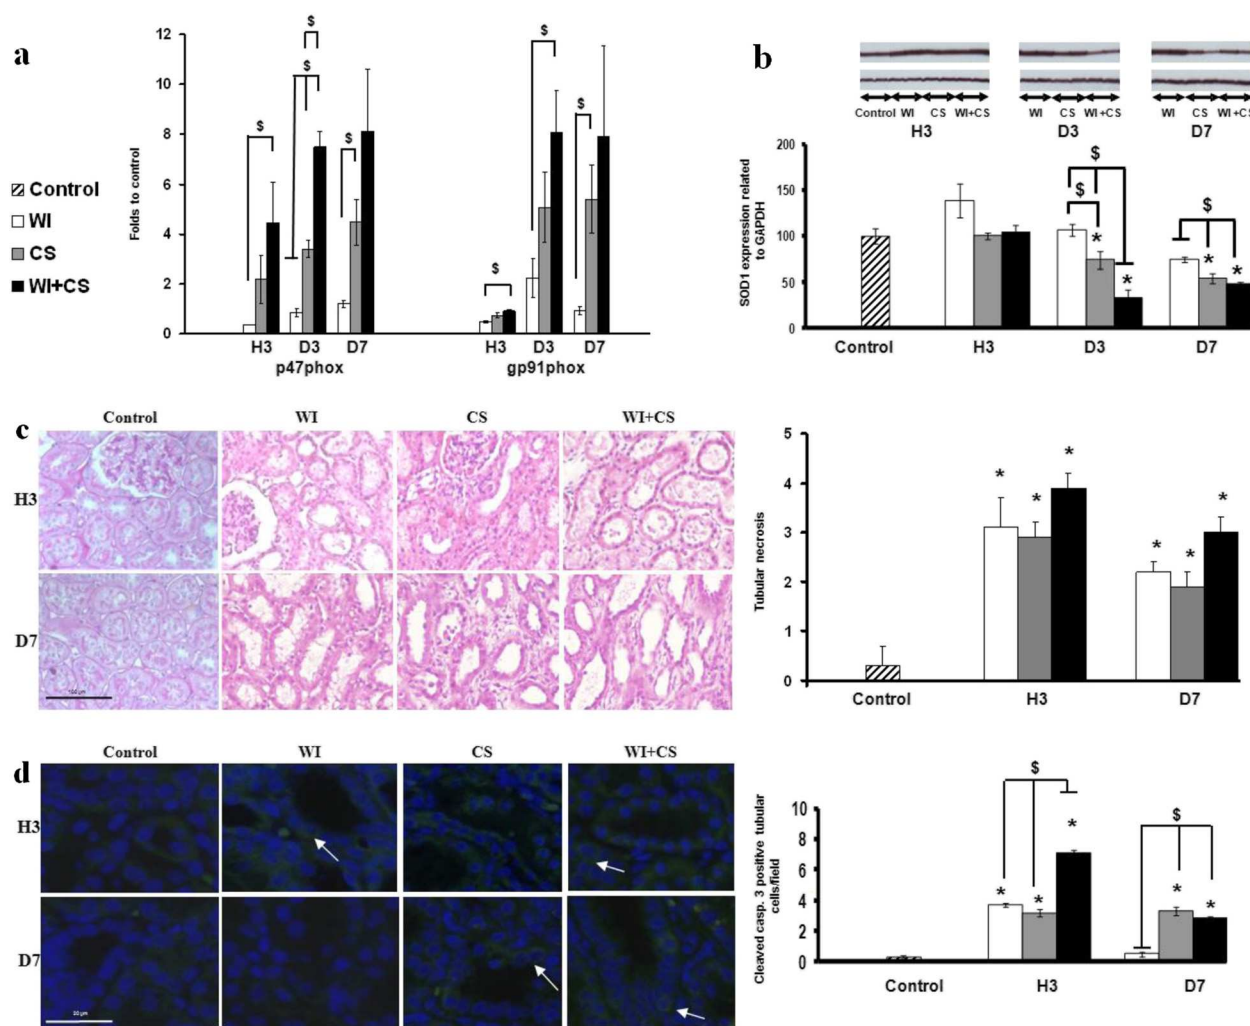 a
Folds to control
12
10
8
6
4
2
0
$
$
$
$
$
$
$
Control
WI
CS
WI+CS
H3 D3 D7 H3 D3 D7
p47phox gp91phox
b
Control WI CS WI+CS WI CS WI +CS WI CS WI+CS
H3 D3 D7
SOD1 expression related
to GAPDH
200
150
100
50
0
$
$
$
*
*
*
*
Control H3 D3 D7
c
Control WI CS WI+CS
H3
D7
Tubular necrosis
5
4
3
2
1
0
* * * * * *
Control H3 D7
d
Control WI CS WI+CS
H3
D7
20 µm
Cleaved casp. 3 positive tubular
cells/field
10
8
6
4
2
0
$
$
* * * * *
Control H3 D7